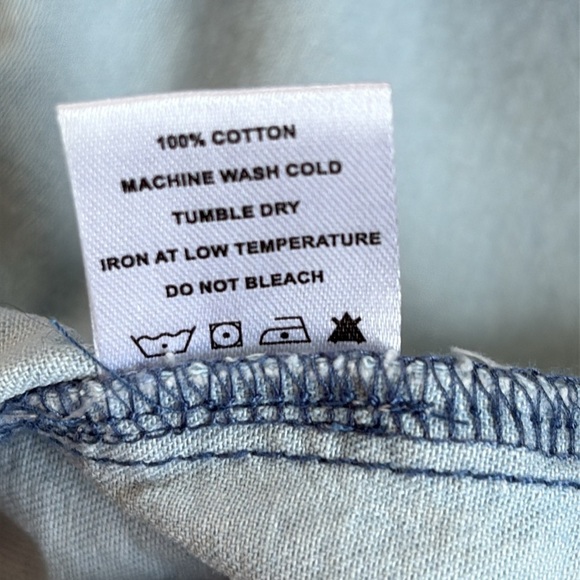 100% COTTON
MACHINE WASH COLD
TUMBLE DRY
IRON AT LOW TEMPERATURE
DO NOT BLEACH